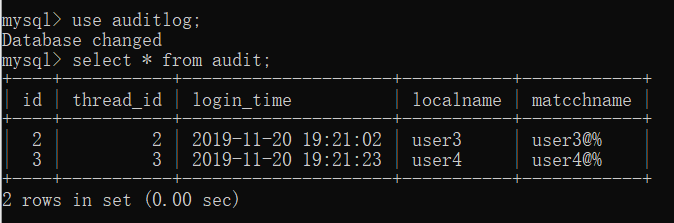 mysql> use auditlog;
Database changed
mysql> select * from audit;
+----+-----------+---------------------+-----------+------------+
| id | thread_id | login_time          | localname | matcchname |
+----+-----------+---------------------+-----------+------------+
|  2 |         2 | 2019-11-20 19:21:02 | user3     | user3@%    |
|  3 |         3 | 2019-11-20 19:21:23 | user4     | user4@%    |
+----+-----------+---------------------+-----------+------------+
2 rows in set (0.00 sec)